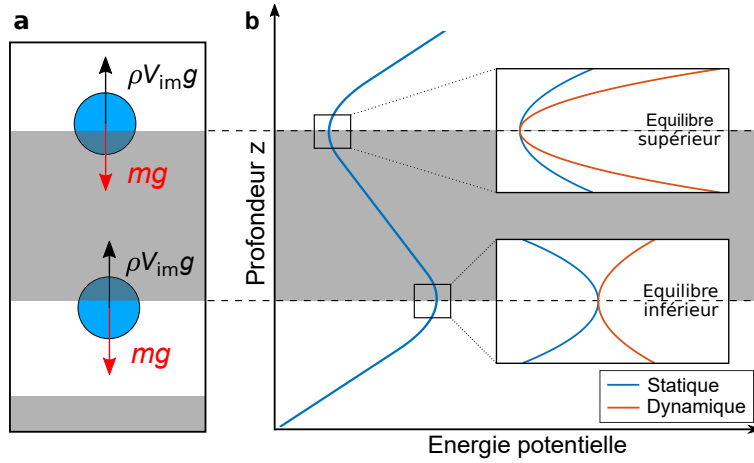 a
b
ρV_im g
mg
ρV_im g
mg
Profondeur z
Equilibre
supérieur
Equilibre
inférieur
Statique
Dynamique
Energie potentielle